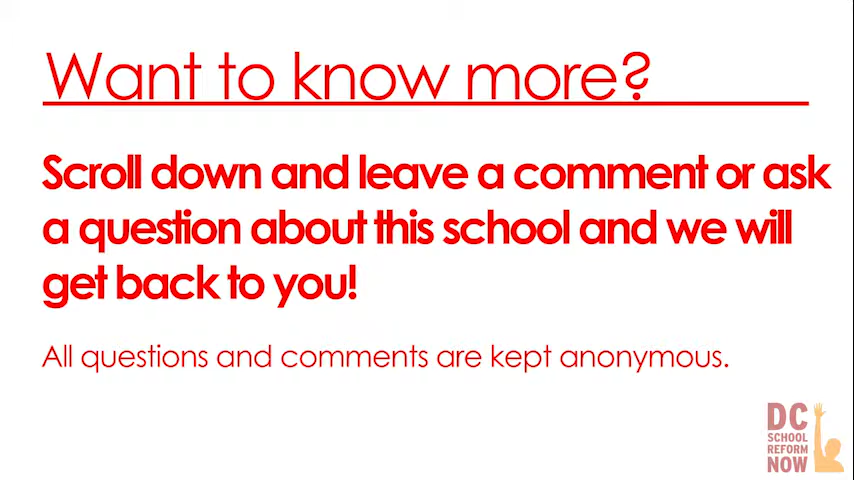 Want to know more?
Scroll down and leave a comment or ask
a question about this school and we will
get back to you!
All questions and comments are kept anonymous.
DC
SCHOOL
REFORM
NOW